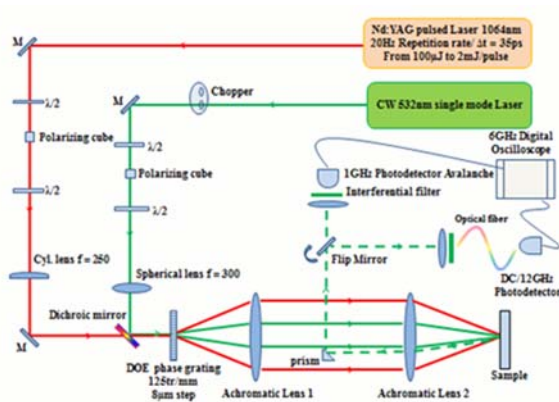 Nd:YAG pulsed Laser 1064nm
20Hz Repetition rate/ Δt = 35ps
From 100µJ to 2mJ/pulse
M
Chopper
M
CW 532nm single mode Laser
λ/2
λ/2
6GHz Digital
Oscilloscope
Polarizing cube
Polarizing cube
1GHz Photodetector Avalanche
Interferential filter
λ/2
λ/2
Optical fiber
Flip Mirror
Cyl. lens f = 250
Spherical lens f = 300
DC/12GHz
Photodetector
Dichroic mirror
M
prism
DOE phase grating
125tr/mm
8µm step
Achromatic Lens 1
Achromatic Lens 2
Sample